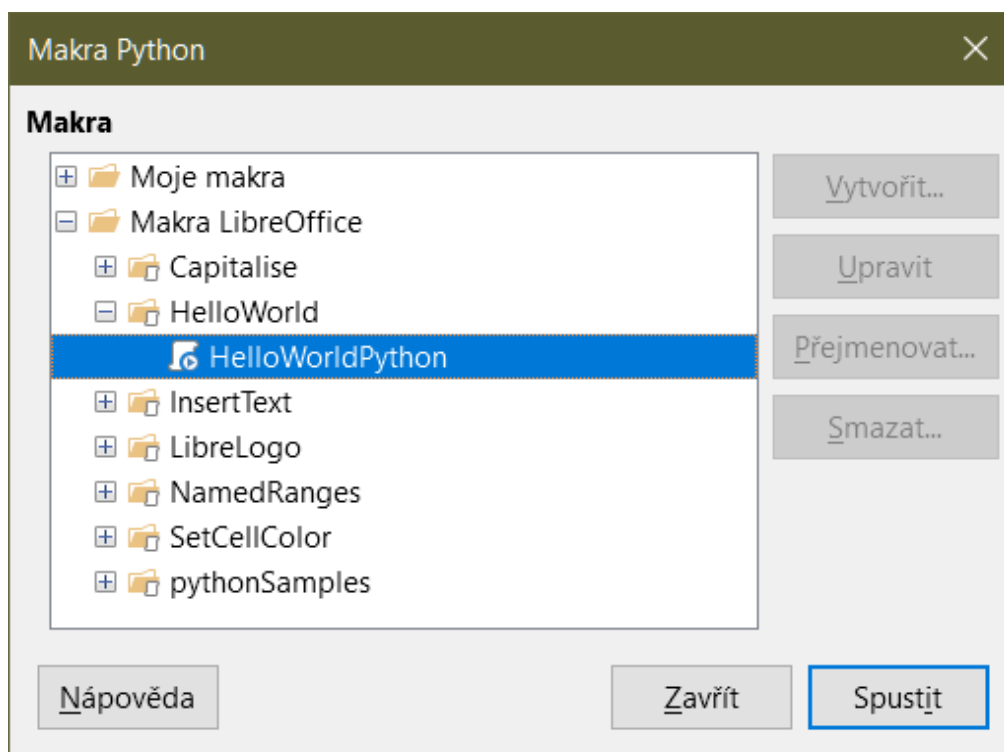 Makra Python
Makra
Moje makra
Makra LibreOffice
Capitalise
HelloWorld
HelloWorldPython
InsertText
LibreLogo
NamedRanges
SetCellColor
pythonSamples
Vytvořit...
Upravit
Přejmenovat...
Smazat...
Nápověda
Zavřít
Spustit